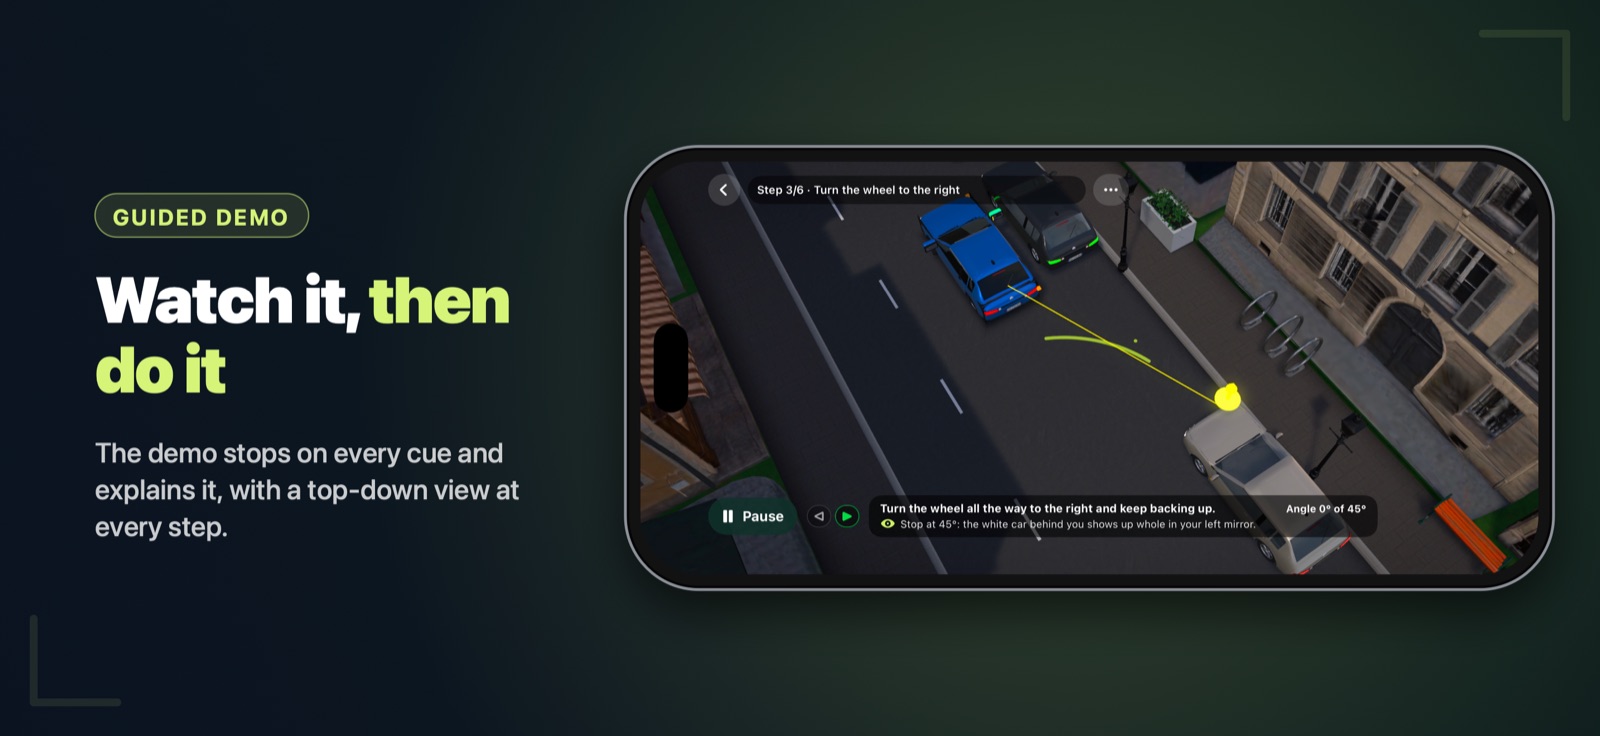 GUIDED DEMO
Watch it, then
do it
The demo stops on every cue and
explains it, with a top-down view at
every step.
Step 3/6 · Turn the wheel to the right
Pause
Turn the wheel all the way to the right and keep backing up.
Angle 0° of 45°
Stop at 45°: the white car behind you shows up whole in your left mirror.